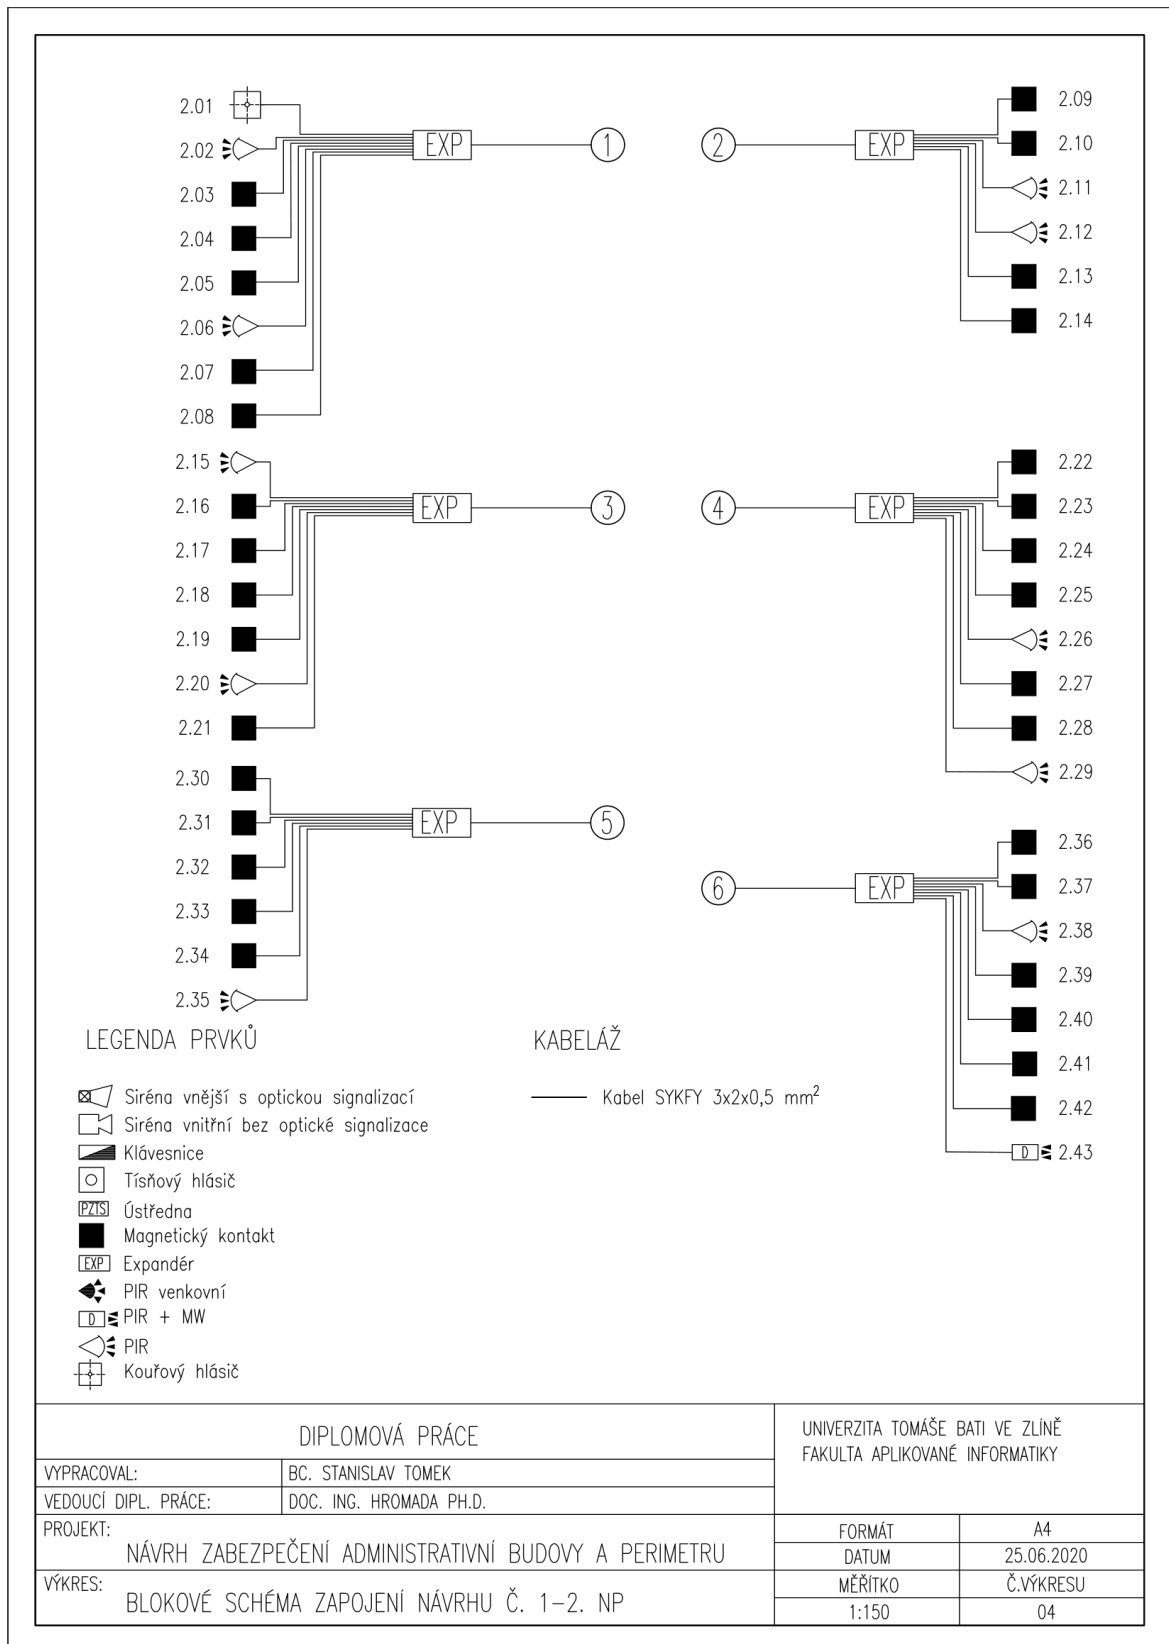 2.01
2.02
2.03
2.04
2.05
2.06
2.07
2.08
EXP
1
2
EXP
2.09
2.10
2.11
2.12
2.13
2.14
2.15
2.16
2.17
2.18
2.19
2.20
2.21
EXP
3
4
EXP
2.22
2.23
2.24
2.25
2.26
2.27
2.28
2.29
2.30
2.31
2.32
2.33
2.34
2.35
EXP
5
6
EXP
2.36
2.37
2.38
2.39
2.40
2.41
2.42
D 2.43
LEGENDA PRVKŮ
Siréna vnější s optickou signalizací
Siréna vnitřní bez optické signalizace
Klávesnice
Tísňový hlásič
PZTS Ústředna
Magnetický kontakt
EXP Expandér
PIR venkovní
D PIR + MW
PIR
Kouřový hlásič
KABELÁŽ
Kabel SYKFY 3x2x0,5 mm²
DIPLOMOVÁ PRÁCE
VYPRACOVAL: BC. STANISLAV TOMEK
VEDOUCÍ DIPL. PRÁCE: DOC. ING. HROMADA PH.D.
UNIVERZITA TOMÁŠE BATI VE ZLÍNĚ
FAKULTA APLIKOVANÉ INFORMATIKY
PROJEKT:
NÁVRH ZABEZPEČENÍ ADMINISTRATIVNÍ BUDOVY A PERIMETRU
VÝKRES:
BLOKOVÉ SCHÉMA ZAPOJENÍ NÁVRHU Č. 1–2. NP
FORMÁT A4
DATUM 25.06.2020
MĚŘÍTKO Č.VÝKRESU
1:150 04